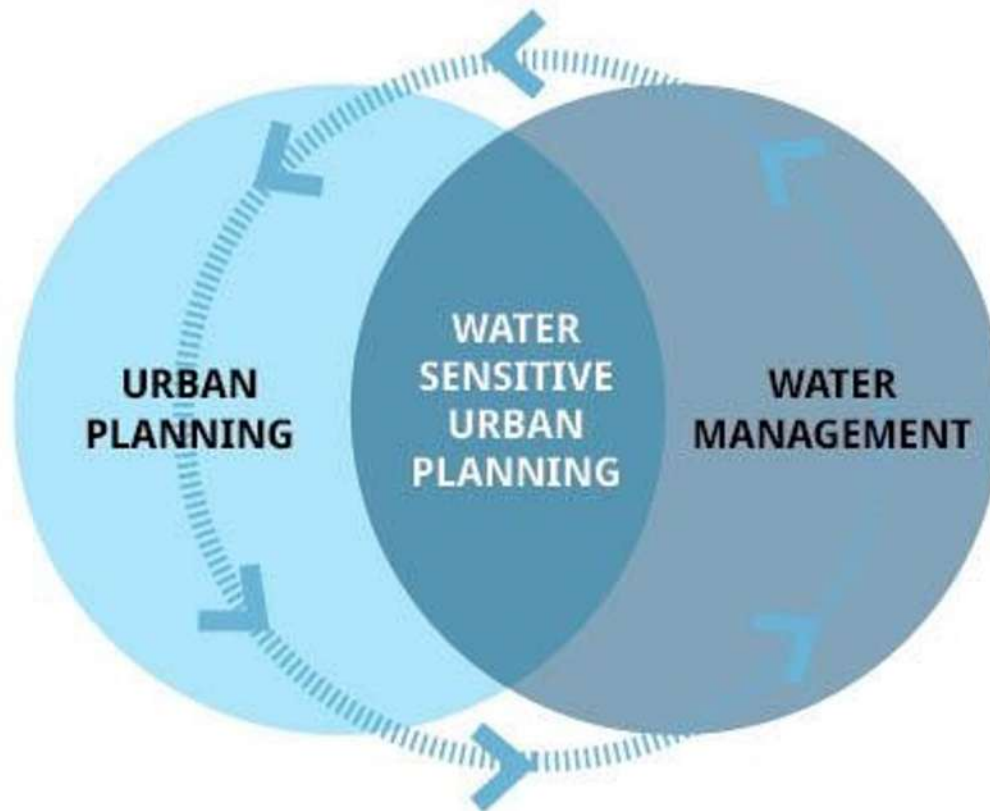 URBAN
PLANNING
WATER
SENSITIVE
URBAN
PLANNING
WATER
MANAGEMENT